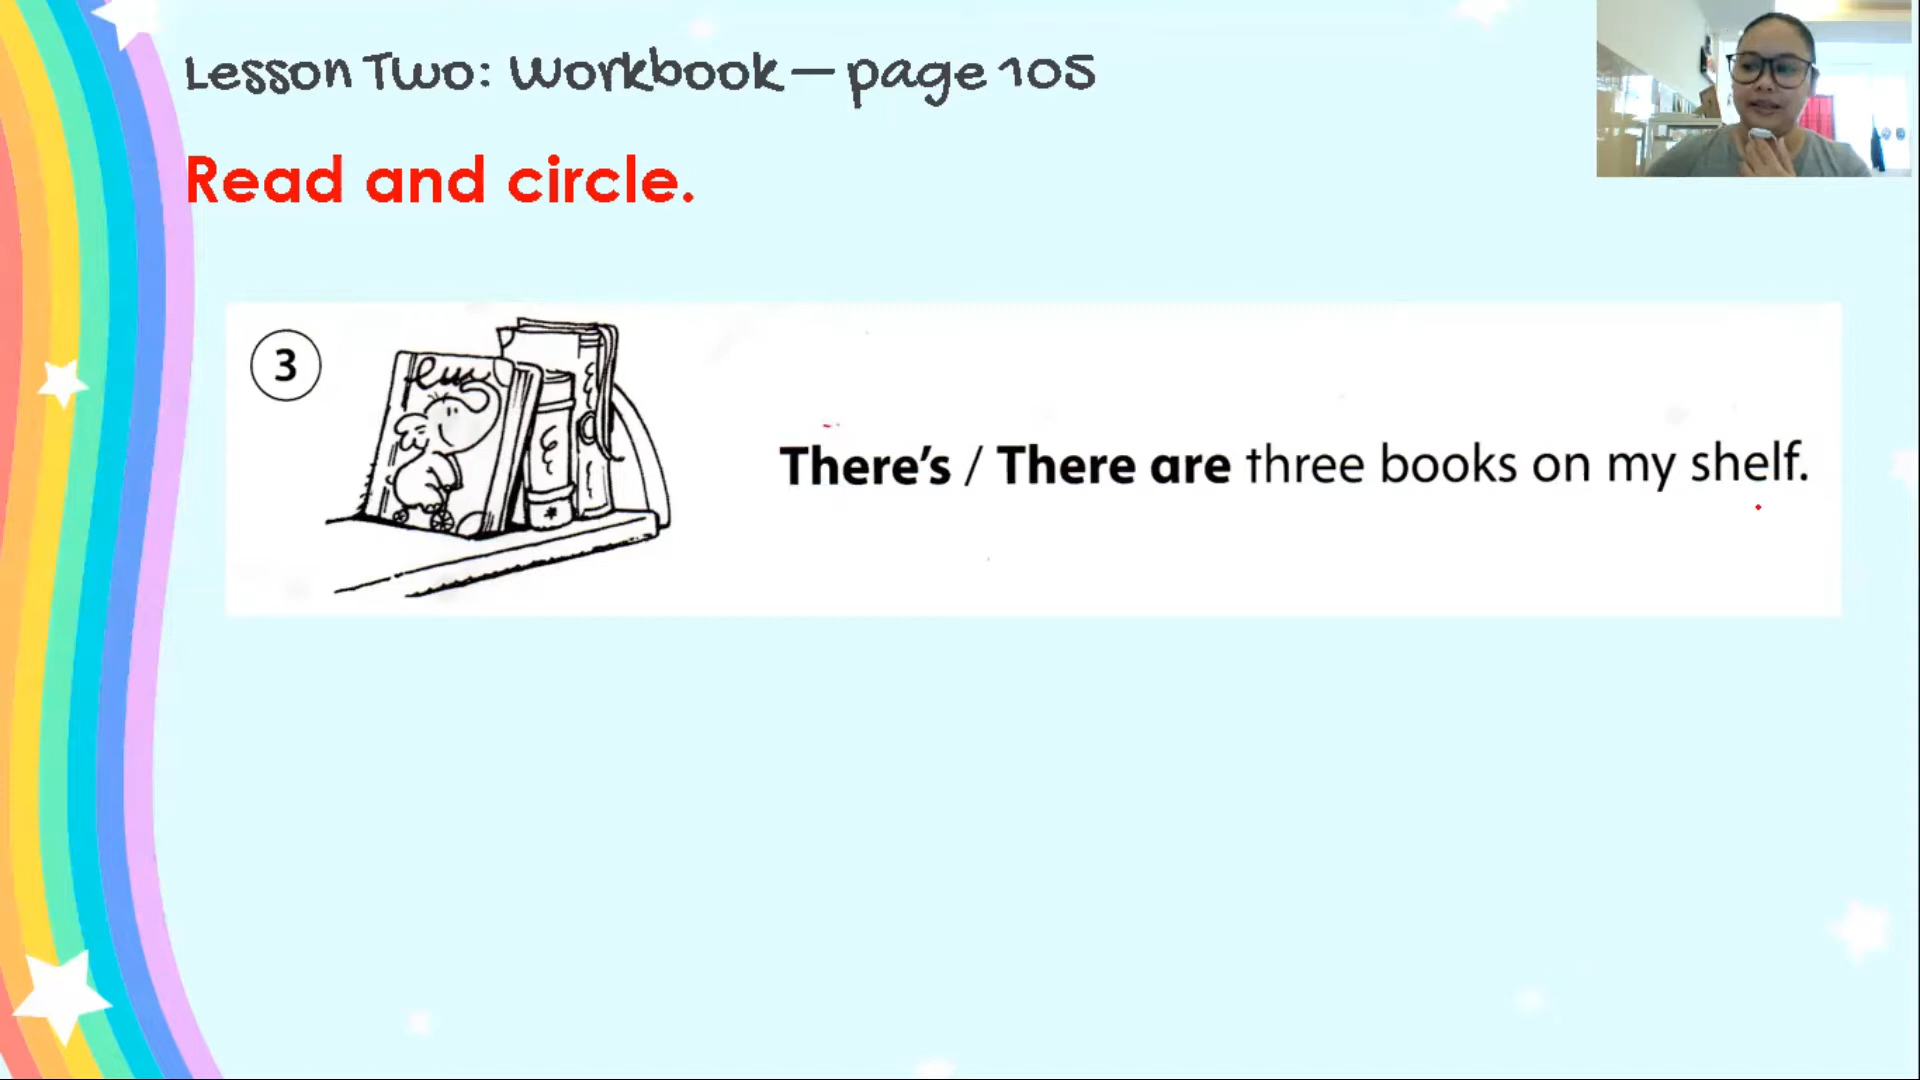 Lesson Two: Workbook – page 105
Read and circle.
3
There's / There are three books on my shelf.